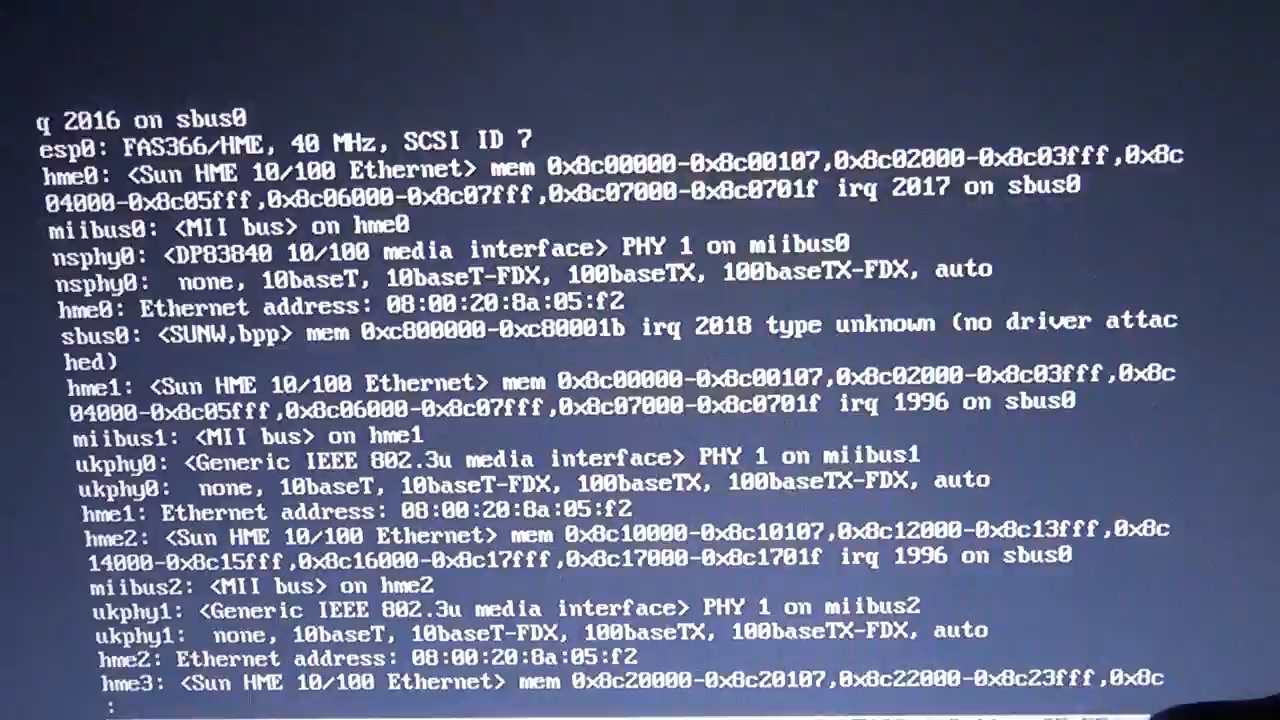 q 2016 on sbus0
esp0: FAS366/HME, 40 MHz, SCSI ID 7
hme0: <Sun HME 10/100 Ethernet> mem 0x8c00000-0x8c00107,0x8c02000-0x8c03fff,0x8c
04000-0x8c05fff,0x8c06000-0x8c07fff,0x8c07000-0x8c0701f irq 2017 on sbus0
miibus0: <MII bus> on hme0
nsphy0: <DP83840 10/100 media interface> PHY 1 on miibus0
nsphy0:  none, 10baseT, 10baseT-FDX, 100baseTX, 100baseTX-FDX, auto
hme0: Ethernet address: 08:00:20:8a:05:f2
sbus0: <SUNW,bpp> mem 0xc800000-0xc80001b irq 2018 type unknown (no driver attac
hed)
hme1: <Sun HME 10/100 Ethernet> mem 0x8c00000-0x8c00107,0x8c02000-0x8c03fff,0x8c
04000-0x8c05fff,0x8c06000-0x8c07fff,0x8c07000-0x8c0701f irq 1996 on sbus0
miibus1: <MII bus> on hme1
ukphy0: <Generic IEEE 802.3u media interface> PHY 1 on miibus1
ukphy0:  none, 10baseT, 10baseT-FDX, 100baseTX, 100baseTX-FDX, auto
hme1: Ethernet address: 08:00:20:8a:05:f2
hme2: <Sun HME 10/100 Ethernet> mem 0x8c10000-0x8c10107,0x8c12000-0x8c13fff,0x8c
14000-0x8c15fff,0x8c16000-0x8c17fff,0x8c17000-0x8c1701f irq 1996 on sbus0
miibus2: <MII bus> on hme2
ukphy1: <Generic IEEE 802.3u media interface> PHY 1 on miibus2
ukphy1:  none, 10baseT, 10baseT-FDX, 100baseTX, 100baseTX-FDX, auto
hme2: Ethernet address: 08:00:20:8a:05:f2
hme3: <Sun HME 10/100 Ethernet> mem 0x8c20000-0x8c20107,0x8c22000-0x8c23fff,0x8c
: